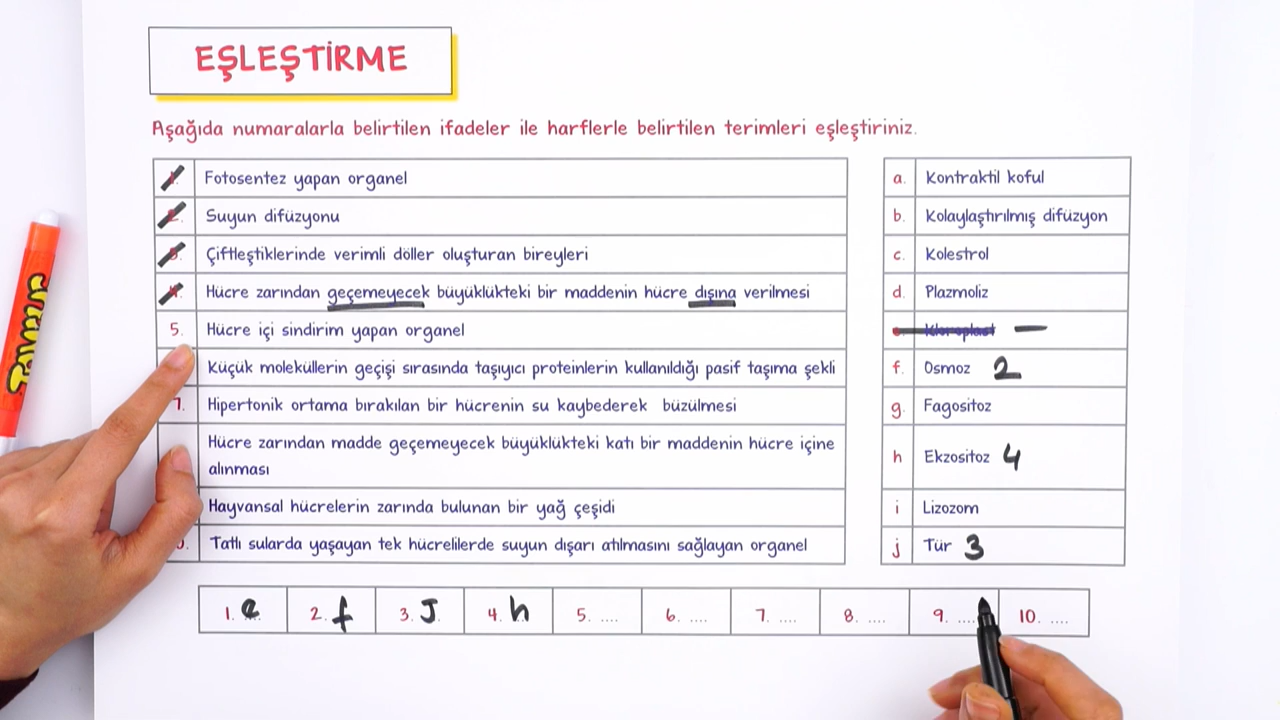 EŞLEŞTİRME
Aşağıda numaralarla belirtilen ifadeler ile harflerle belirtilen terimleri eşleştiriniz.
1. Fotosentez yapan organel
2. Suyun difüzyonu
3. Çiftleştiklerinde verimli döller oluşturan bireyleri
4. Hücre zarından geçemeyecek büyüklükteki bir maddenin hücre dışına verilmesi
5. Hücre içi sindirim yapan organel
Küçük moleküllerin geçişi sırasında taşıyıcı proteinlerin kullanıldığı pasif taşıma şekli
7. Hipertonik ortama bırakılan bir hücrenin su kaybederek büzülmesi
Hücre zarından madde geçemeyecek büyüklükteki katı bir maddenin hücre içine
alınması
Hayvansal hücrelerin zarında bulunan bir yağ çeşidi
Tatlı sularda yaşayan tek hücrelilerde suyun dışarı atılmasını sağlayan organel
a. Kontraktil koful
b. Kolaylaştırılmış difüzyon
c. Kolestrol
d. Plazmoliz
e. Kloroplast
f. Osmoz 2
g. Fagositoz
h Ekzositoz 4
i Lizozom
j Tür 3
1. e 2. f 3. J 4. h 5. .... 6. .... 7. .... 8. .... 9. .... 10. ....